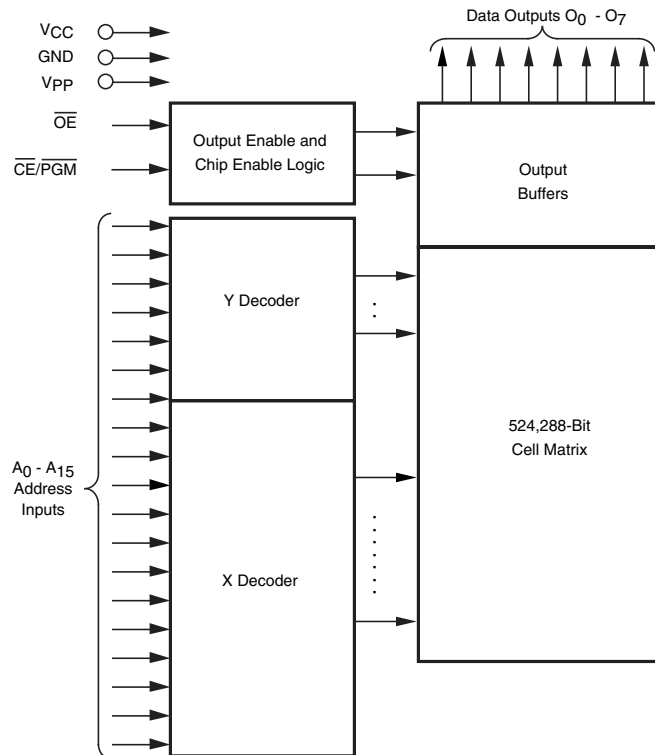 Data Outputs O0 - O7
VCC
GND
VPP
OE
CE/PGM
Output Enable and
Chip Enable Logic
Output
Buffers
Y Decoder
524,288-Bit
Cell Matrix
A0 - A15
Address
Inputs
X Decoder